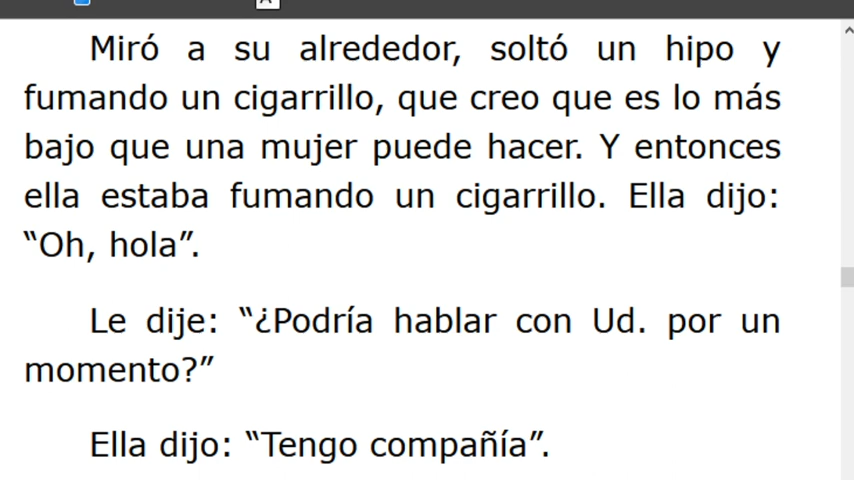 Miró a su alrededor, soltó un hipo y
fumando un cigarrillo, que creo que es lo más
bajo que una mujer puede hacer. Y entonces
ella estaba fumando un cigarrillo. Ella dijo:
“Oh, hola”.
Le dije: “¿Podría hablar con Ud. por un
momento?”
Ella dijo: “Tengo compañía”.